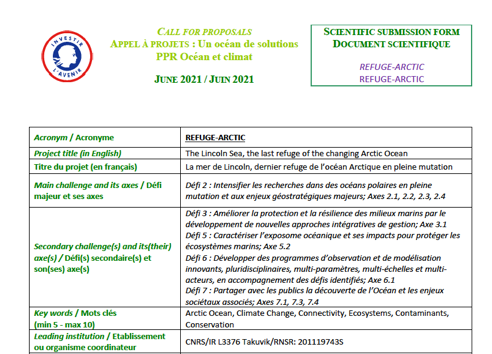 INVESTIR
L'AVENIR
CALL FOR PROPOSALS
APPEL À PROJETS : Un océan de solutions
PPR Océan et climat
JUNE 2021 / JUIN 2021
SCIENTIFIC SUBMISSION FORM
DOCUMENT SCIENTIFIQUE
REFUGE-ARCTIC
REFUGE-ARCTIC
Acronym / Acronyme
REFUGE-ARCTIC
Project title (in English)
The Lincoln Sea, the last refuge of the changing Arctic Ocean
Titre du projet (en français)
La mer de Lincoln, dernier refuge de l'océan Arctique en pleine mutation
Main challenge and its axes / Défi
majeur et ses axes
Défi 2 : Intensifier les recherches dans des océans polaires en pleine
mutation et aux enjeux géostratégiques majeurs; Axes 2.1, 2.2, 2.3, 2.4
Secondary challenge(s) and its(their)
axe(s) / Défi(s) secondaire(s) et
son(ses) axe(s)
Défi 3 : Améliorer la protection et la résilience des milieux marins par le
développement de nouvelles approches intégratives de gestion; Axe 3.1
Défi 5 : Caractériser l'exposome océanique et ses impacts pour protéger les
écosystèmes marins; Axe 5.2
Défi 6 : Développer des programmes d'observation et de modélisation
innovants, pluridisciplinaires, multi-paramètres, multi-échelles et multi-
acteurs, en accompagnement des défis identifiés; Axe 6.1
Défi 7 : Partager avec les publics la découverte de l'Océan et les enjeux
sociétaux associés; Axes 7.1, 7.3, 7.4
Key words / Mots clés
(min 5 - max 10)
Arctic Ocean, Climate Change, Connectivity, Ecosystems, Contaminants,
Conservation
Leading institution / Etablissement
ou organisme coordinateur
CNRS/IR L3376 Takuvik/RNSR: 201119743S